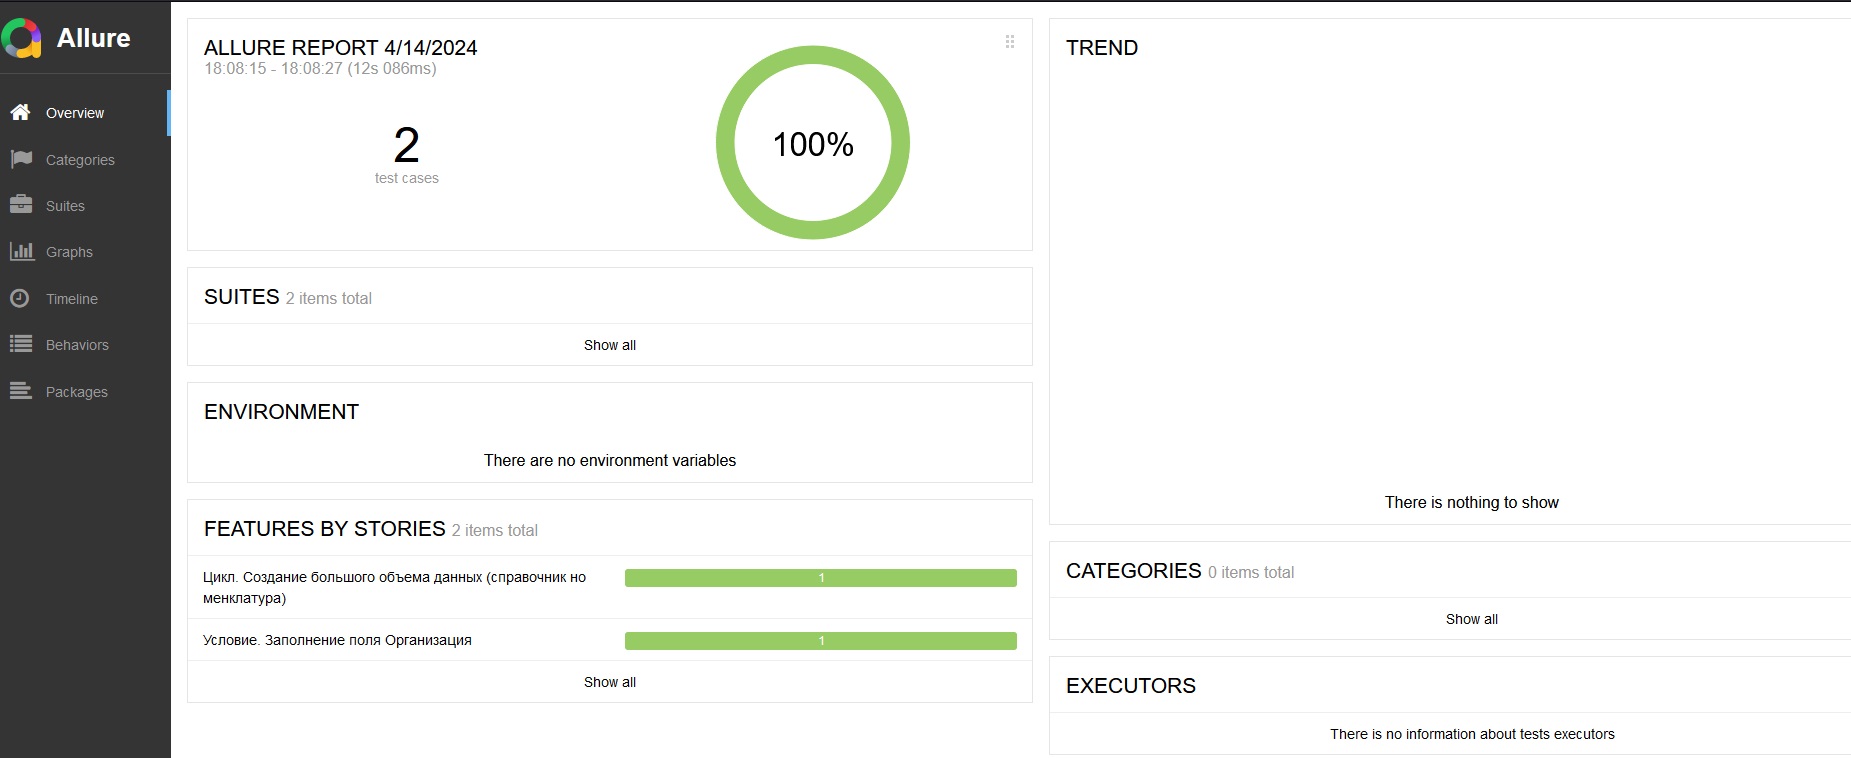 Allure
Overview
Categories
Suites
Graphs
Timeline
Behaviors
Packages
ALLURE REPORT 4/14/2024
18:08:15 - 18:08:27 (12s 086ms)
2
test cases
100%
SUITES 2 items total
Show all
ENVIRONMENT
There are no environment variables
FEATURES BY STORIES 2 items total
Цикл. Создание большого объема данных (справочник но
менклатура)
1
Условие. Заполнение поля Организация
1
Show all
TREND
There is nothing to show
CATEGORIES 0 items total
Show all
EXECUTORS
There is no information about tests executors